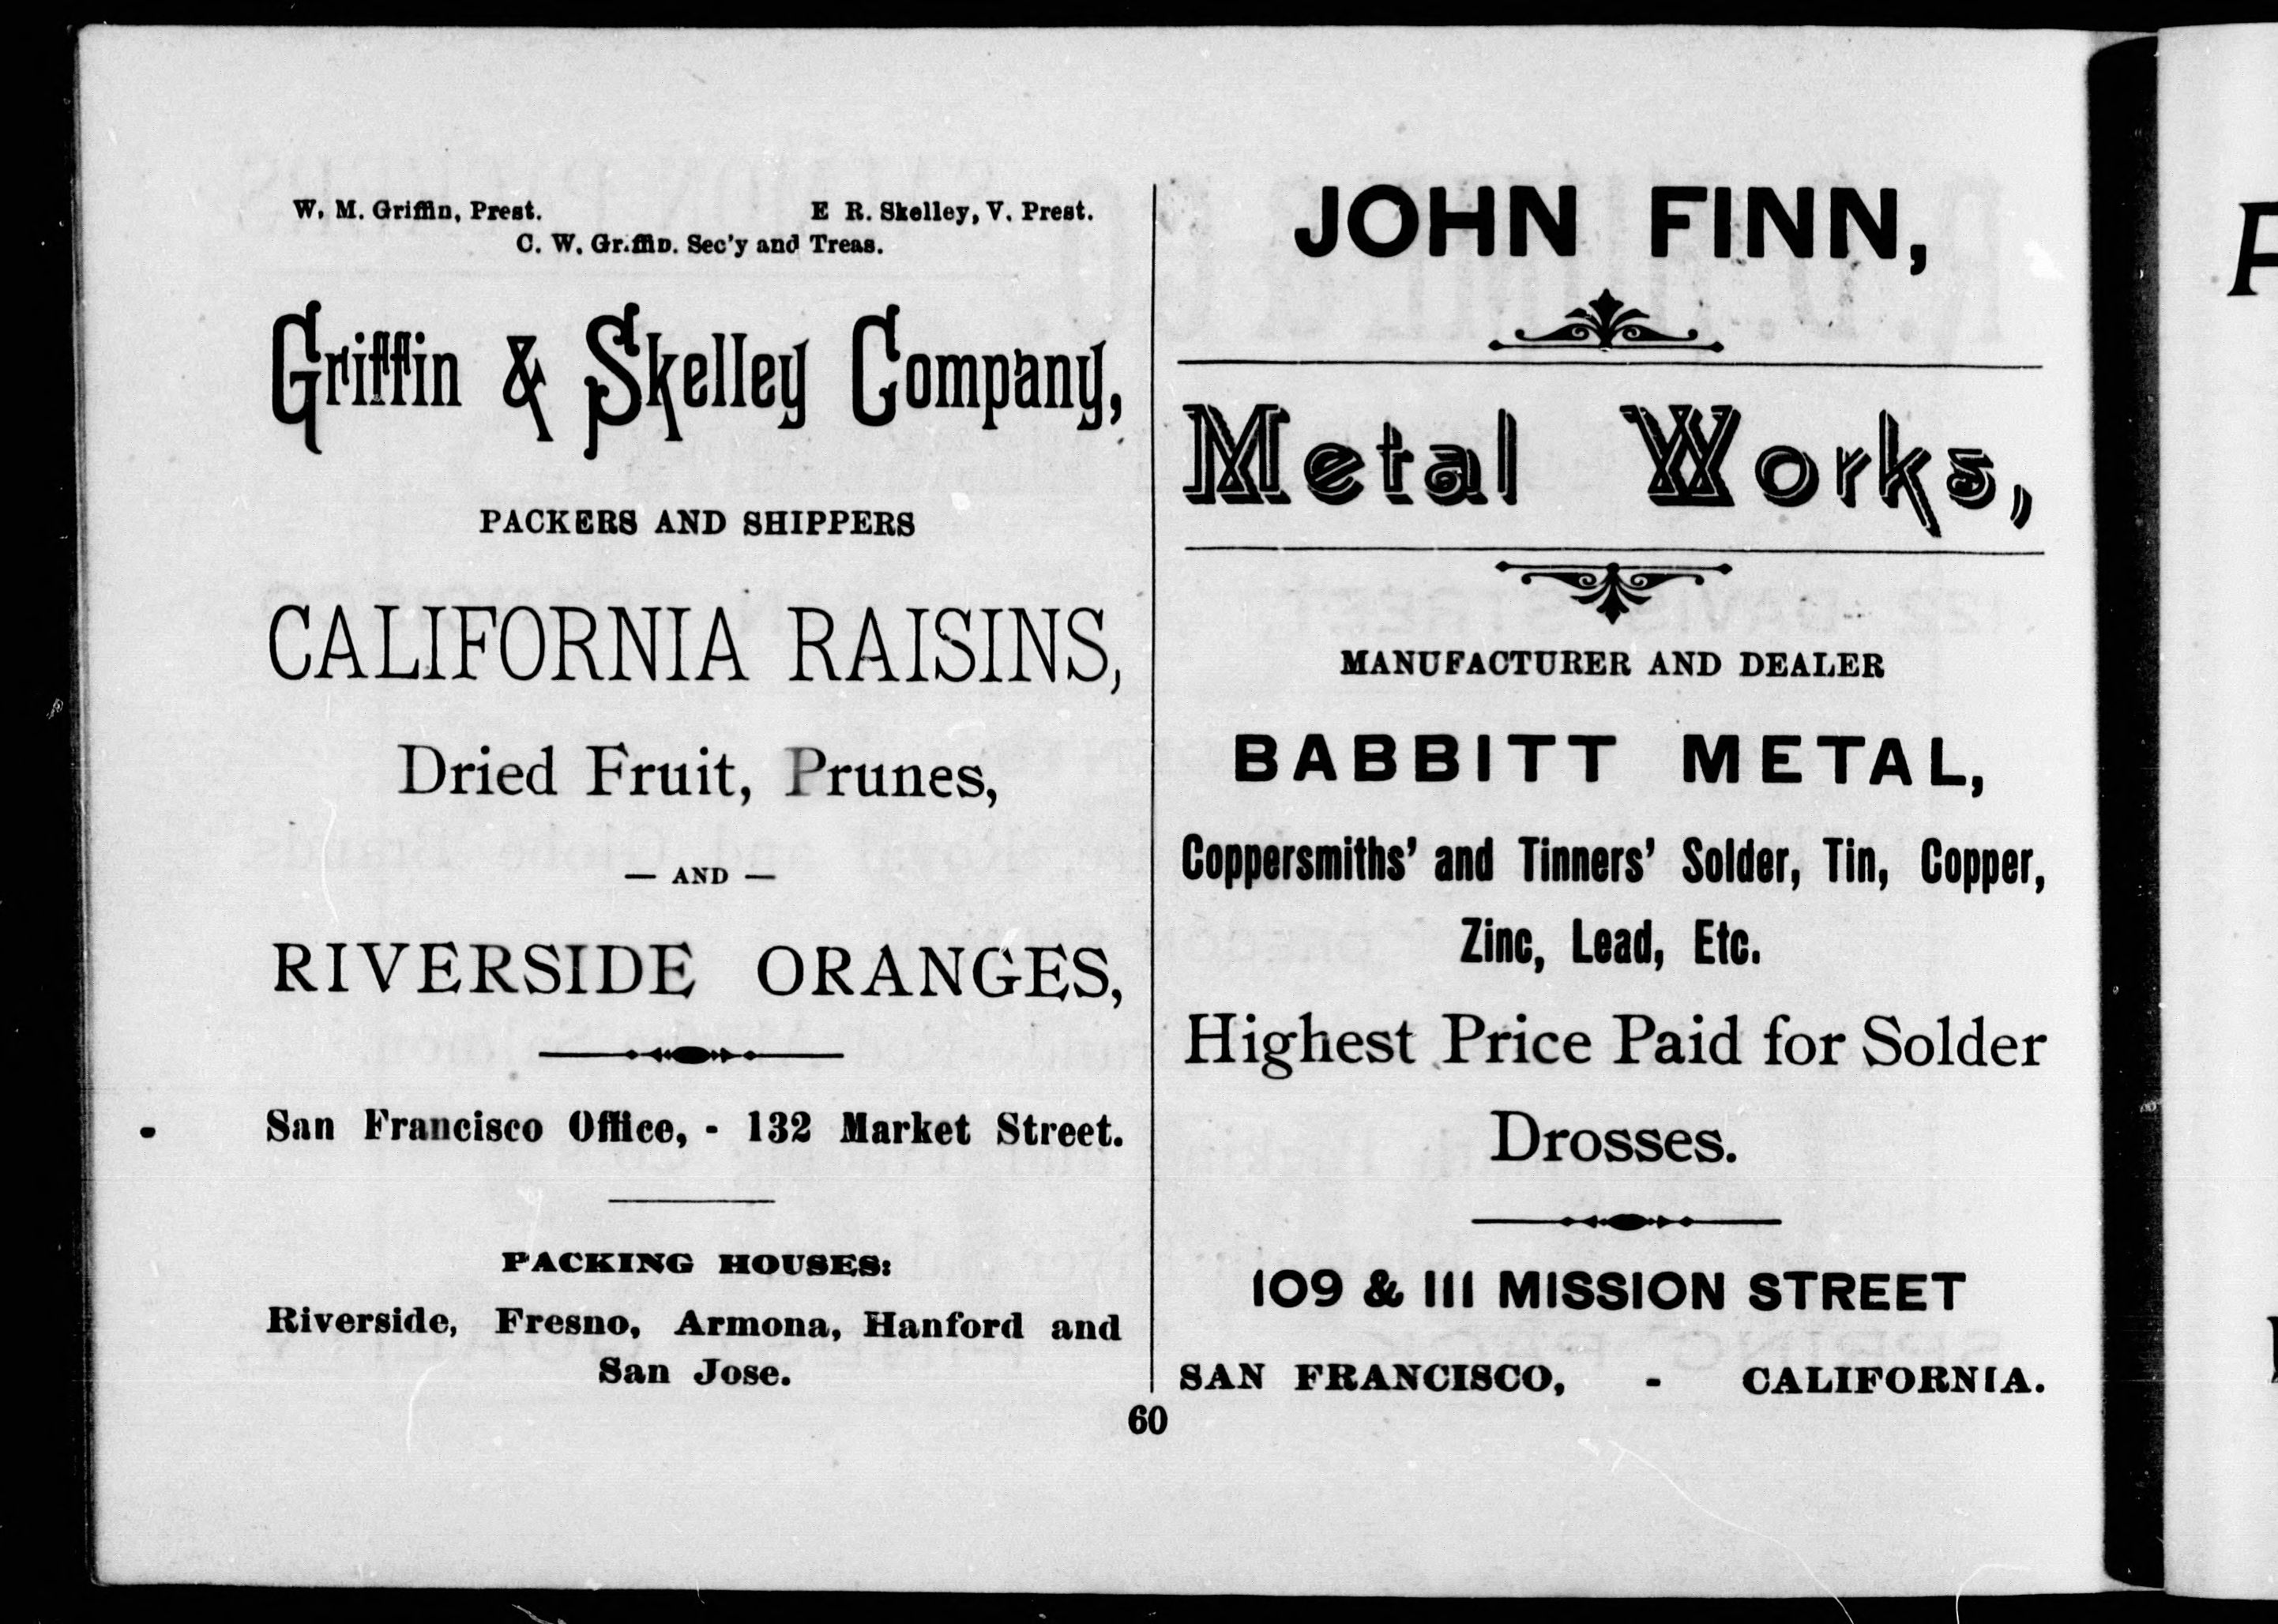 W. M. Griffin, Prest.
E R. Skelley, V. Prest.
C. W. Griffin. Sec'y and Treas.
Griffin & Skelley Company,
PACKERS AND SHIPPERS
CALIFORNIA RAISINS,
Dried Fruit, Prunes,
— AND —
RIVERSIDE ORANGES,
San Francisco Office, - 132 Market Street.
PACKING HOUSES:
Riverside, Fresno, Armona, Hanford and
San Jose.
JOHN FINN,
Metal Works,
MANUFACTURER AND DEALER
BABBITT METAL,
Coppersmiths' and Tinners' Solder, Tin, Copper,
Zinc, Lead, Etc.
Highest Price Paid for Solder
Drosses.
109 & 111 MISSION STREET
SAN FRANCISCO, - CALIFORNIA.
60